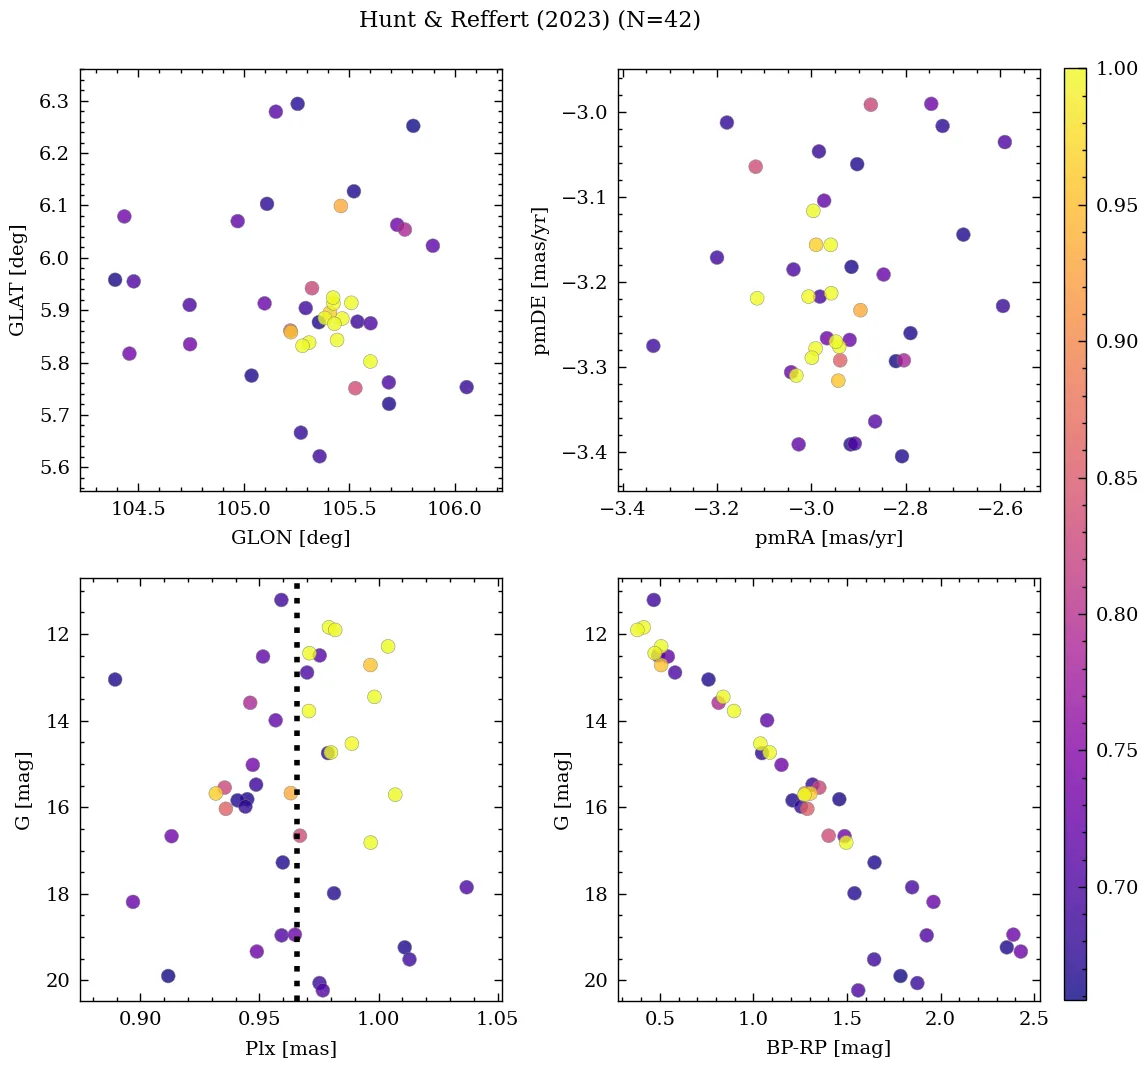 Hunt & Reffert (2023) (N=42)
6.3
6.2
6.1
6.0
5.9
5.8
5.7
5.6
GLAT [deg]
104.5 105.0 105.5 106.0
GLON [deg]
−3.0
−3.1
−3.2
−3.3
−3.4
pmDE [mas/yr]
−3.4 −3.2 −3.0 −2.8 −2.6
pmRA [mas/yr]
12
14
16
18
20
G [mag]
0.90 0.95 1.00 1.05
Plx [mas]
12
14
16
18
20
G [mag]
0.5 1.0 1.5 2.0 2.5
BP-RP [mag]
1.00
0.95
0.90
0.85
0.80
0.75
0.70